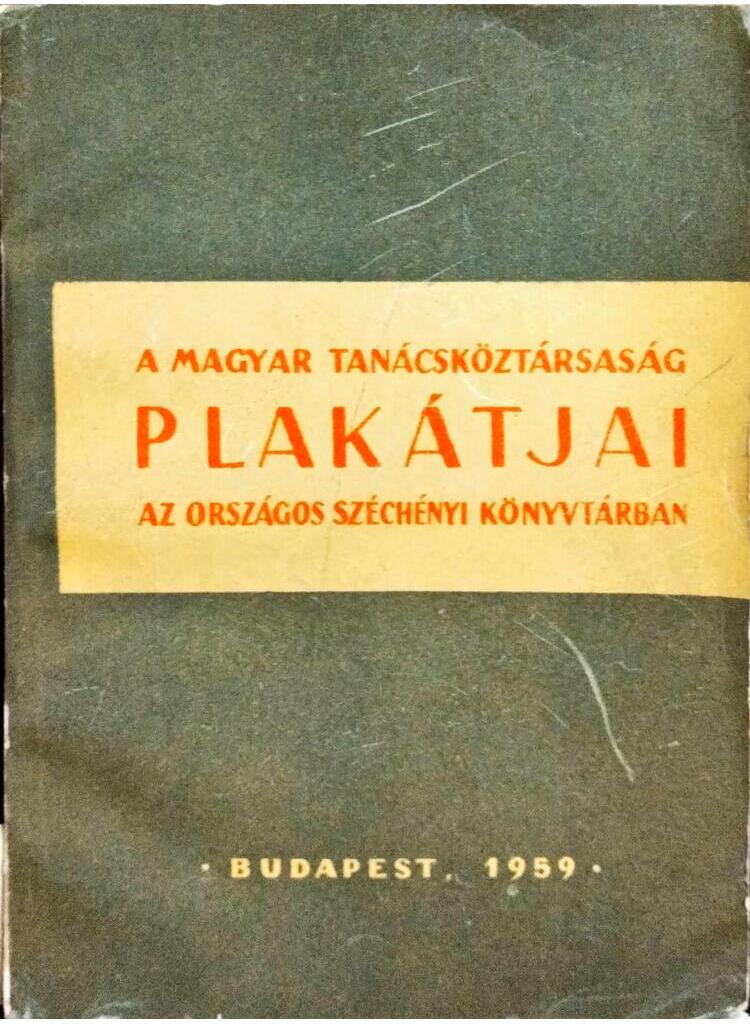 A MAGYAR TANÁCSKÖZTÁRSASÁG
PLAKÁTJAI
AZ ORSZÁGOS SZÉCHÉNYI KÖNYVTÁRBAN
· BUDAPEST, 1959 ·